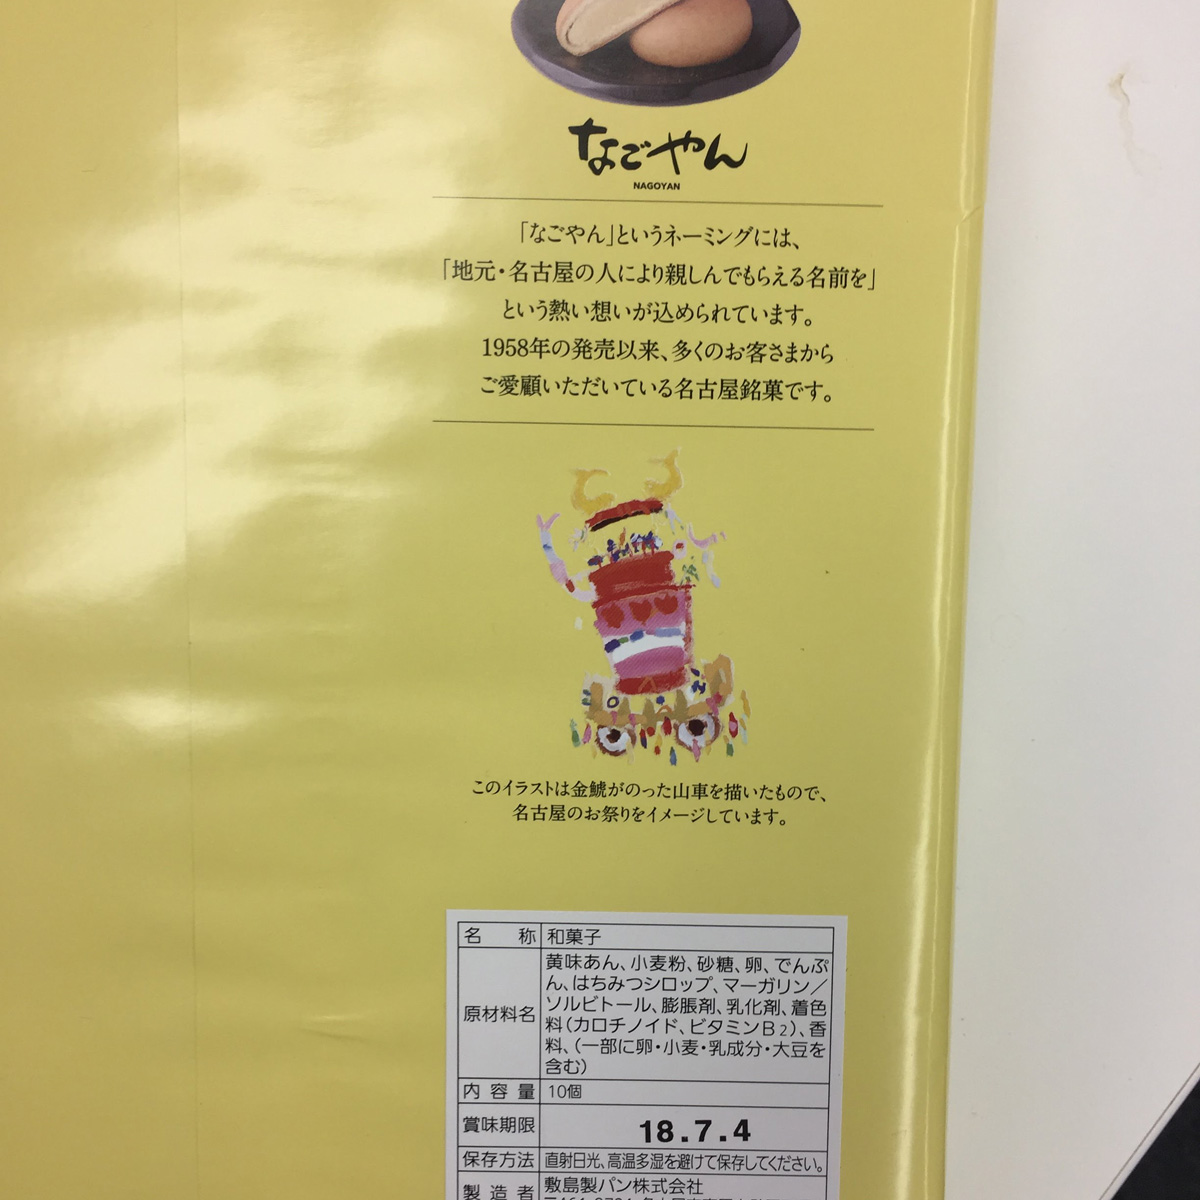 なごやん
NAGOYAN
「なごやん」というネーミングには、
「地元・名古屋の人により親しんでもらえる名前を」
という熱い想いが込められています。
1958年の発売以来、多くのお客さまから
ご愛顧いただいている名古屋銘菓です。
このイラストは金鯱がのった山車を描いたもので、
名古屋のお祭りをイメージしています。
名称 和菓子
原材料名 黄味あん、小麦粉、砂糖、卵、でんぷ
ん、はちみつシロップ、マーガリン／
ソルビトール、膨脹剤、乳化剤、着色
料(カロチノイド、ビタミンB₂)、香
料、(一部に卵・小麦・乳成分・大豆を
含む)
内容量 10個
賞味期限 18.7.4
保存方法 直射日光、高温多湿を避けて保存してください。
製造者 敷島製パン株式会社